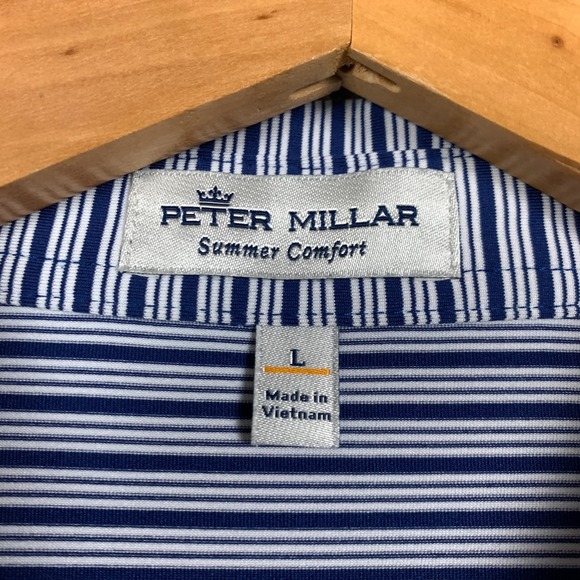 PETER MILLAR
Summer Comfort
L
Made in
Vietnam